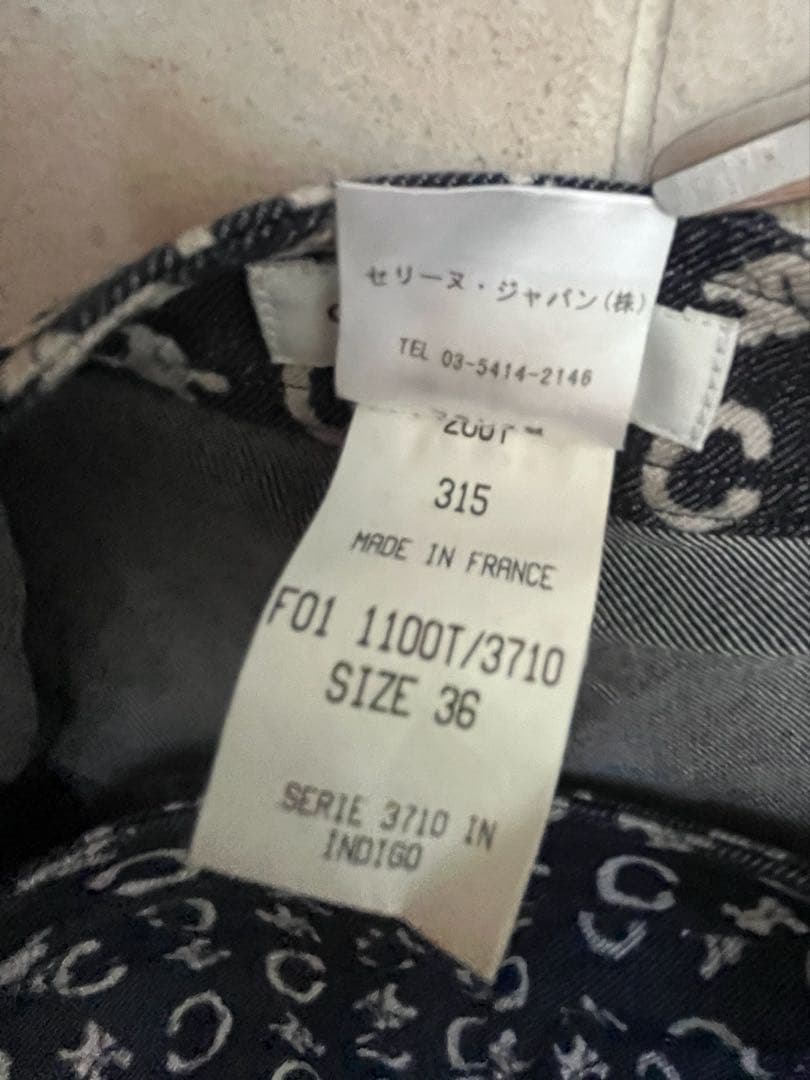 セリーヌ・ジャパン(株)
TEL 03-5414-2146
315
MADE IN FRANCE
F01 1100T/3710
SIZE 36
SERIE 3710 IN
INDIGO